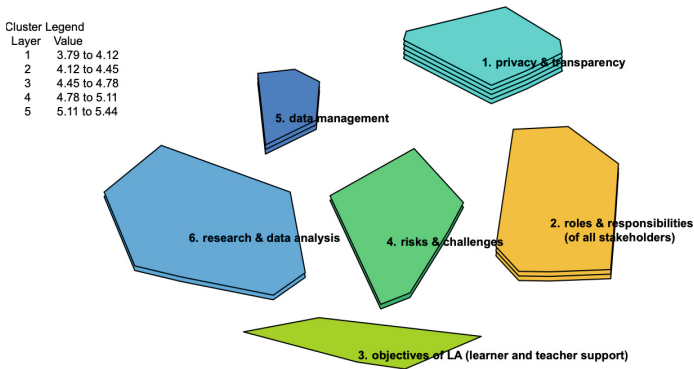 Cluster Legend
Layer Value
1 3.79 to 4.12
2 4.12 to 4.45
3 4.45 to 4.78
4 4.78 to 5.11
5 5.11 to 5.44
1. privacy & transparency
5. data management
2. roles & responsibilities
(of all stakeholders)
6. research & data analysis
4. risks & challenges
3. objectives of LA (learner and teacher support)